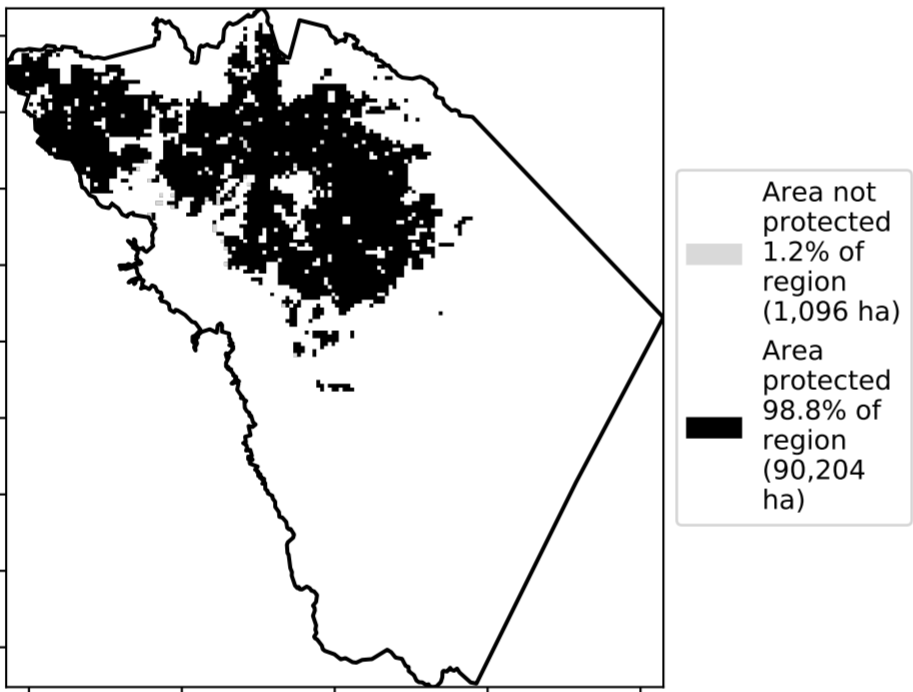 Area not
protected
1.2% of
region
(1,096 ha)
Area
protected
98.8% of
region
(90,204
ha)